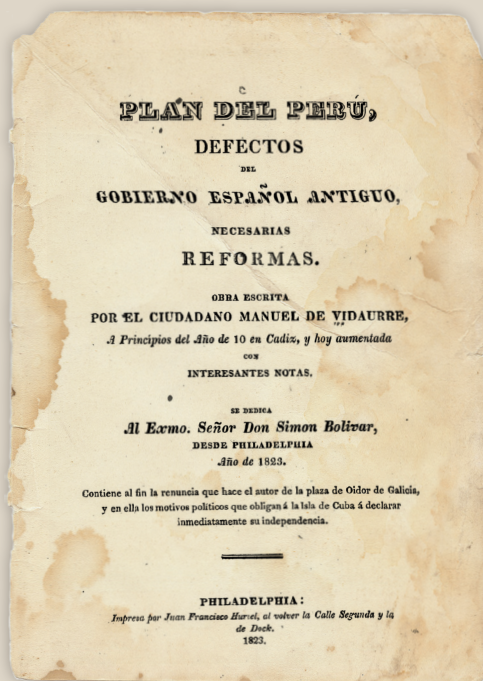 PLAN DEL PERÚ,
DEFECTOS
DEL
GOBIERNO ESPAÑOL ANTIGUO,
NECESARIAS
REFORMAS.
OBRA ESCRITA
POR EL CIUDADANO MANUEL DE VIDAURRE,
A Principios del Año de 10 en Cadiz, y hoy aumentada
CON
INTERESANTES NOTAS.
SE DEDICA
Al Exmo. Señor Don Simon Bolivar,
DESDE PHILADELPHIA
Año de 1823.
Contiene al fin la renuncia que hace el autor de la plaza de Oidor de Galicia,
y en ella los motivos políticos que obligan á la Isla de Cuba á declarar
inmediatamente su independencia.
PHILADELPHIA:
Impresa por Juan Francisco Hurtel, al volver la Calle Segunda y la
de Dock.
1823.